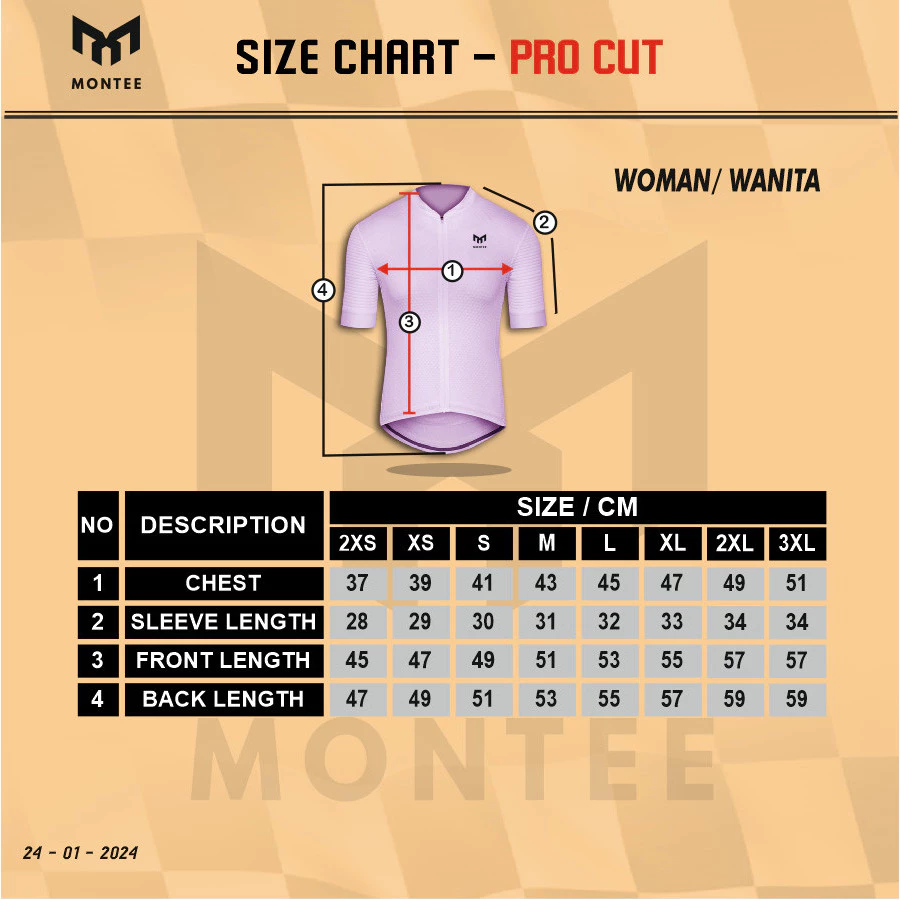 MONTEE
SIZE CHART – PRO CUT
WOMAN/ WANITA
MONTEE
1
2
3
4
NO DESCRIPTION SIZE / CM
2XS XS S M L XL 2XL 3XL
1 CHEST 37 39 41 43 45 47 49 51
2 SLEEVE LENGTH 28 29 30 31 32 33 34 34
3 FRONT LENGTH 45 47 49 51 53 55 57 57
4 BACK LENGTH 47 49 51 53 55 57 59 59
MONTEE
24 - 01 - 2024